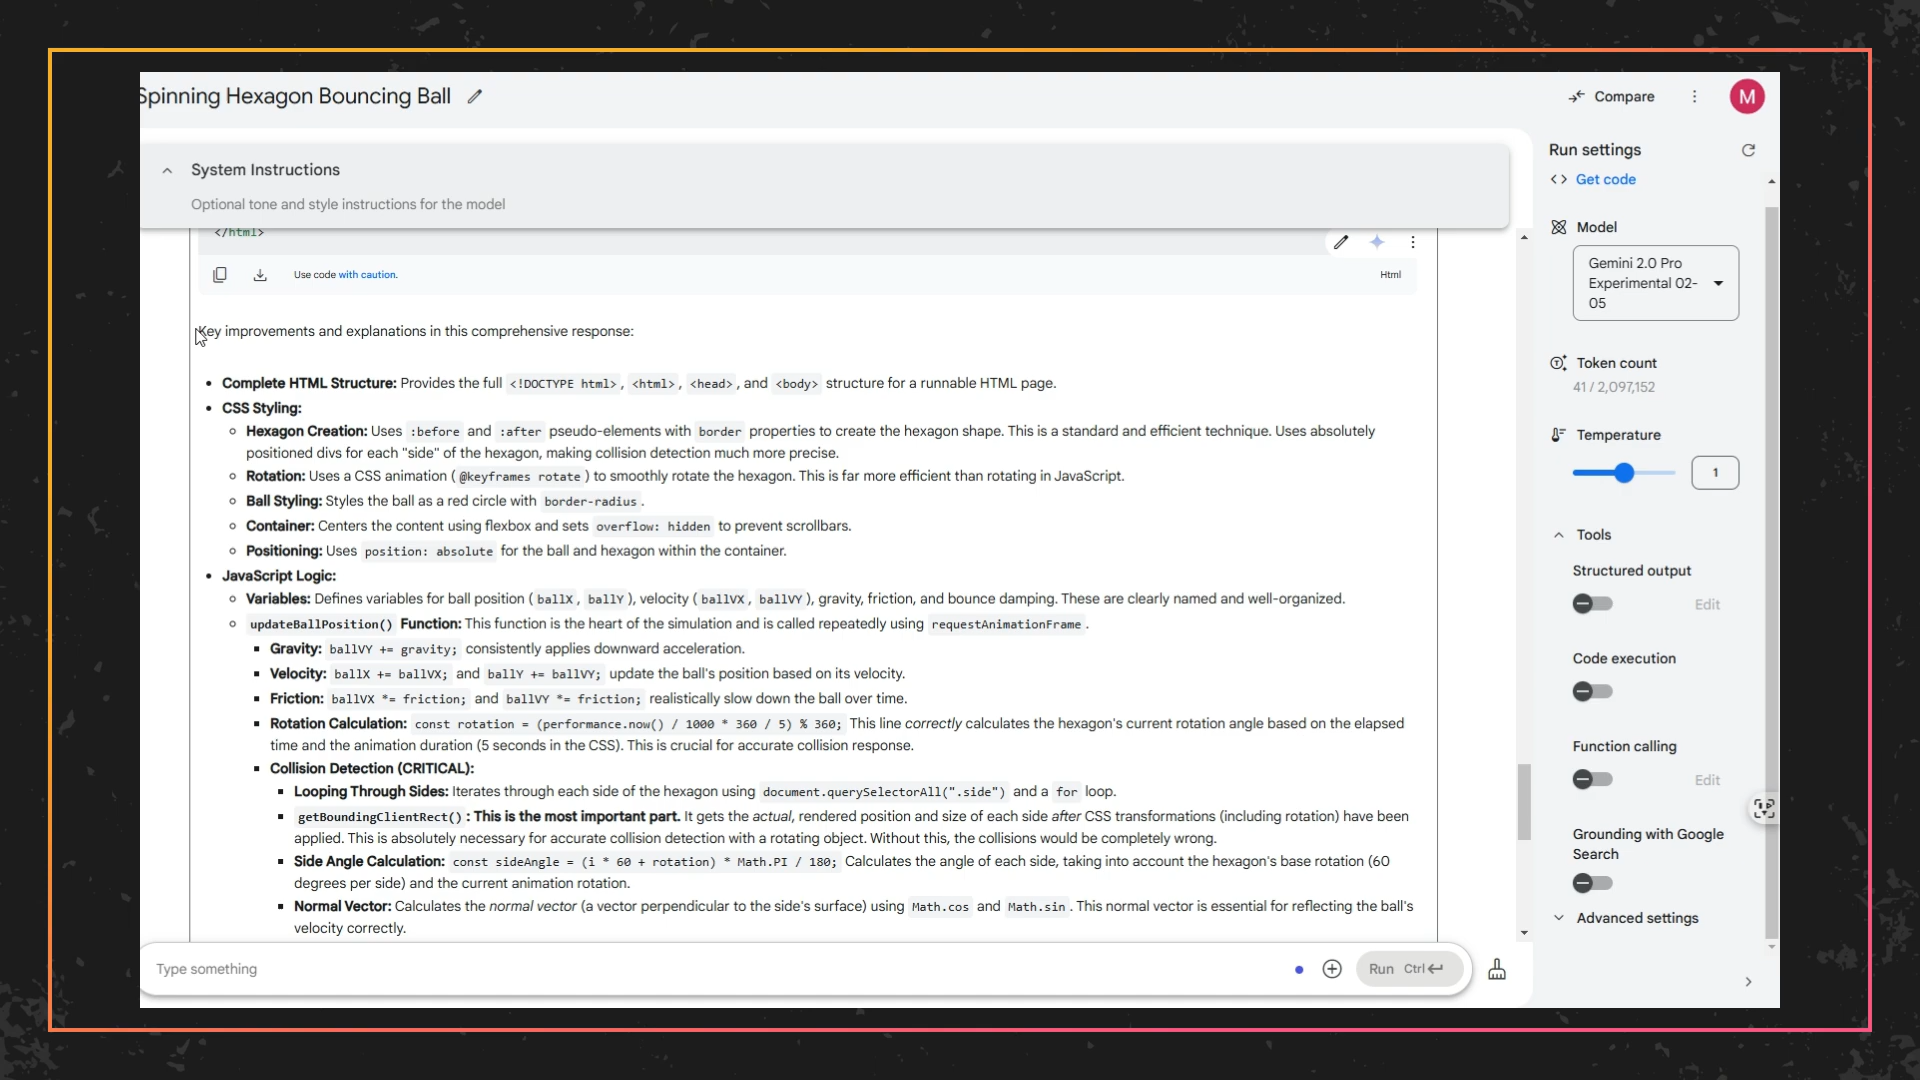 Spinning Hexagon Bouncing Ball
Compare
M
System Instructions
Optional tone and style instructions for the model
</html>
Use code with caution.
Html
Key improvements and explanations in this comprehensive response:
• Complete HTML Structure: Provides the full <!DOCTYPE html>, <html>, <head>, and <body> structure for a runnable HTML page.
• CSS Styling:
○ Hexagon Creation: Uses :before and :after pseudo-elements with border properties to create the hexagon shape. This is a standard and efficient technique. Uses absolutely
positioned divs for each "side" of the hexagon, making collision detection much more precise.
○ Rotation: Uses a CSS animation (@keyframes rotate) to smoothly rotate the hexagon. This is far more efficient than rotating in JavaScript.
○ Ball Styling: Styles the ball as a red circle with border-radius.
○ Container: Centers the content using flexbox and sets overflow: hidden to prevent scrollbars.
○ Positioning: Uses position: absolute for the ball and hexagon within the container.
• JavaScript Logic:
○ Variables: Defines variables for ball position (ballX, ballY), velocity (ballVX, ballVY), gravity, friction, and bounce damping. These are clearly named and well-organized.
○ updateBallPosition() Function: This function is the heart of the simulation and is called repeatedly using requestAnimationFrame.
▪ Gravity: ballVY += gravity; consistently applies downward acceleration.
▪ Velocity: ballX += ballVX; and ballY += ballVY; update the ball's position based on its velocity.
▪ Friction: ballVX *= friction; and ballVY *= friction; realistically slow down the ball over time.
▪ Rotation Calculation: const rotation = (performance.now() / 1000 * 360 / 5) % 360; This line correctly calculates the hexagon's current rotation angle based on the elapsed
time and the animation duration (5 seconds in the CSS). This is crucial for accurate collision response.
▪ Collision Detection (CRITICAL):
▪ Looping Through Sides: Iterates through each side of the hexagon using document.querySelectorAll(".side") and a for loop.
▪ getBoundingClientRect(): This is the most important part. It gets the actual, rendered position and size of each side after CSS transformations (including rotation) have been
applied. This is absolutely necessary for accurate collision detection with a rotating object. Without this, the collisions would be completely wrong.
▪ Side Angle Calculation: const sideAngle = (i * 60 + rotation) * Math.PI / 180; Calculates the angle of each side, taking into account the hexagon's base rotation (60
degrees per side) and the current animation rotation.
▪ Normal Vector: Calculates the normal vector (a vector perpendicular to the side's surface) using Math.cos and Math.sin. This normal vector is essential for reflecting the ball's
velocity correctly.
Type something
Run Ctrl
Run settings
<> Get code
Model
Gemini 2.0 Pro
Experimental 02-
05
Token count
41 / 2,097,152
Temperature
1
Tools
Structured output
Edit
Code execution
Function calling
Edit
Grounding with Google
Search
Advanced settings